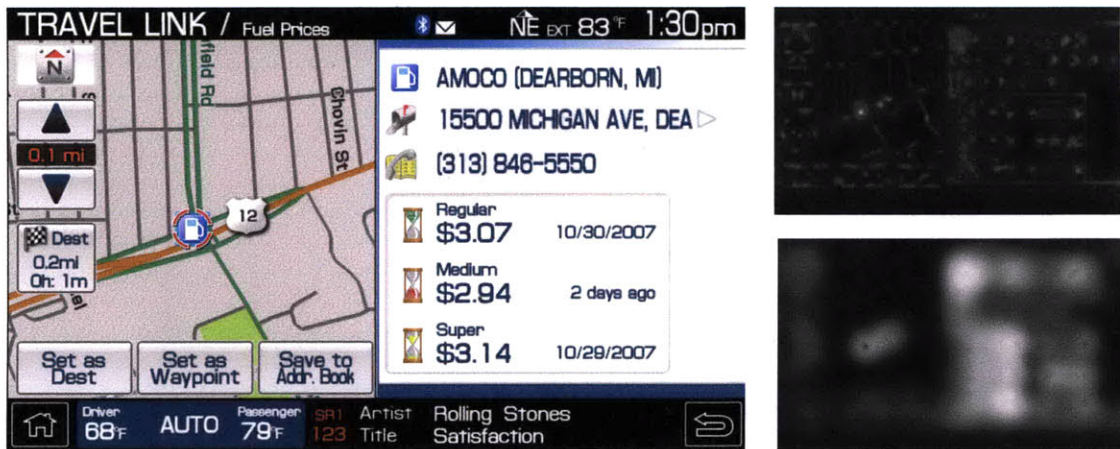 TRAVEL LINK / Fuel Prices
NE EXT 83°F 1:30pm
N
field Rd
Chovin St
0.1 mi
12
Dest
0.2mi
0h: 1m
Set as Dest
Set as Waypoint
Save to Addr. Book
AMOCO (DEARBORN, MI)
15500 MICHIGAN AVE, DEA
(313) 846-5550
Regular
$3.07 10/30/2007
Medium
$2.94 2 days ago
Super
$3.14 10/29/2007
Driver
68°F
AUTO
Passenger
79°F
SR1
123
Artist Rolling Stones
Title Satisfaction